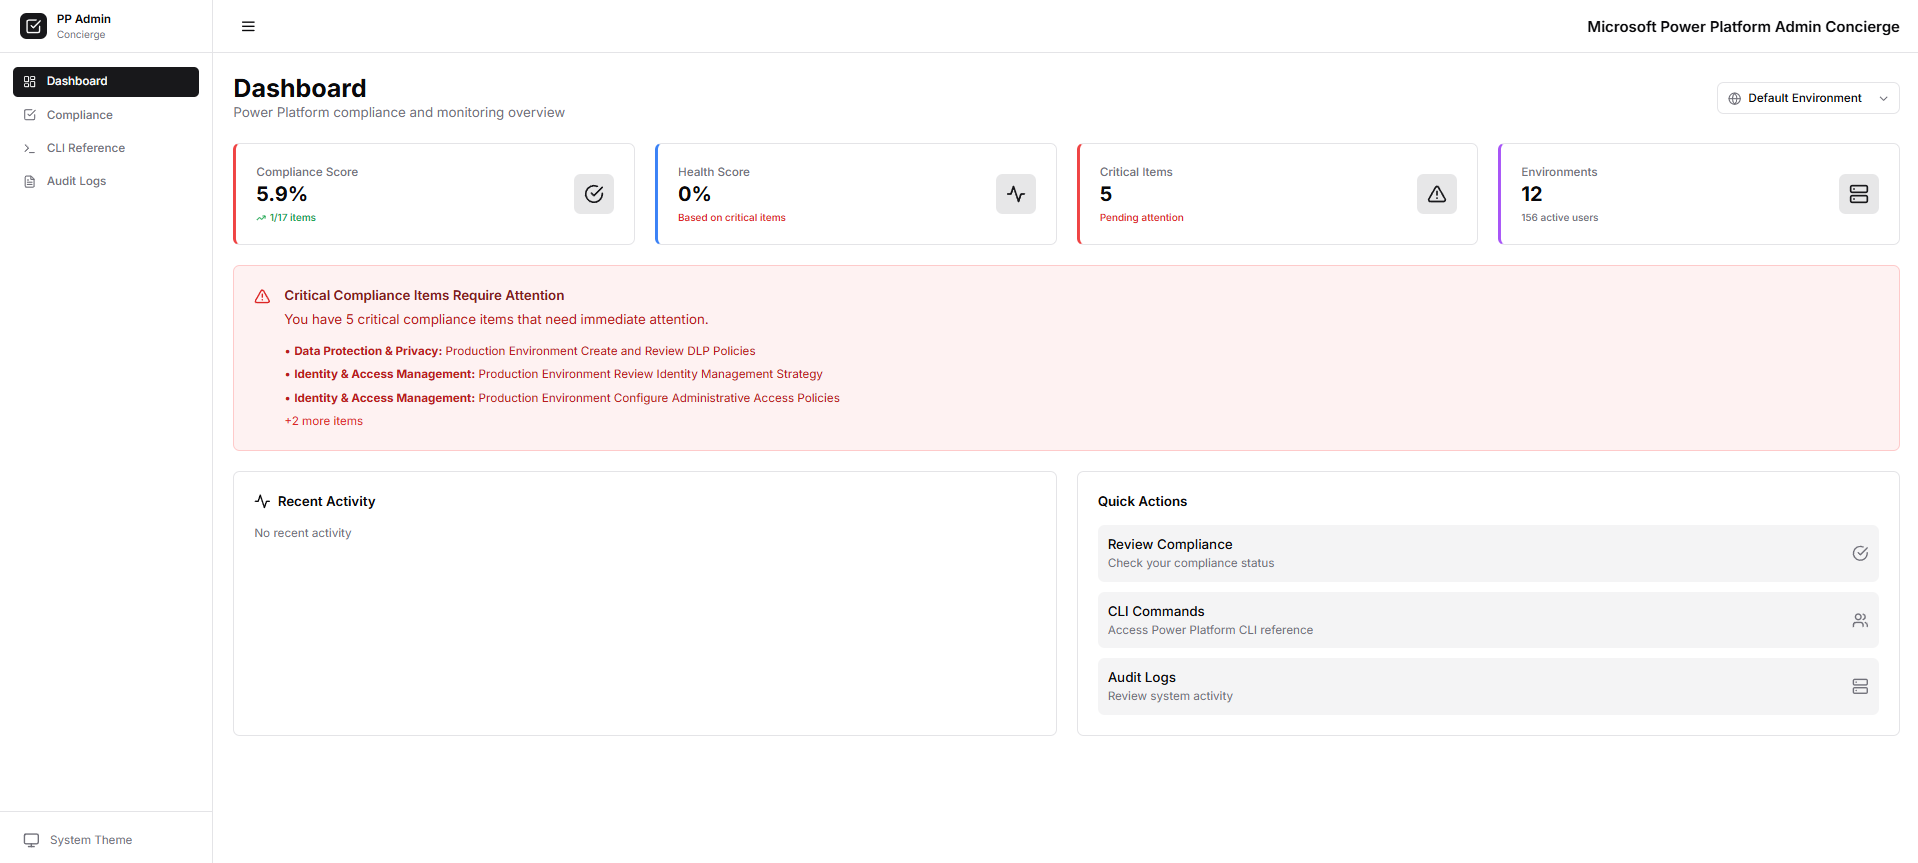 PP Admin
Concierge
Microsoft Power Platform Admin Concierge
Dashboard
Compliance
CLI Reference
Audit Logs
System Theme
Dashboard
Power Platform compliance and monitoring overview
Default Environment
Compliance Score
5.9%
1/17 items
Health Score
0%
Based on critical items
Critical Items
5
Pending attention
Environments
12
156 active users
Critical Compliance Items Require Attention
You have 5 critical compliance items that need immediate attention.
• Data Protection & Privacy: Production Environment Create and Review DLP Policies
• Identity & Access Management: Production Environment Review Identity Management Strategy
• Identity & Access Management: Production Environment Configure Administrative Access Policies
+2 more items
Recent Activity
No recent activity
Quick Actions
Review Compliance
Check your compliance status
CLI Commands
Access Power Platform CLI reference
Audit Logs
Review system activity